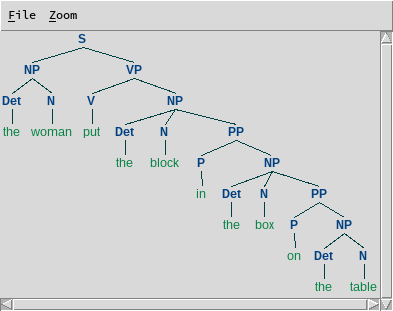 File Zoom
S
NP VP
Det N V NP
the woman put Det N PP
the block P NP
in Det N PP
the box P NP
on Det N
the table